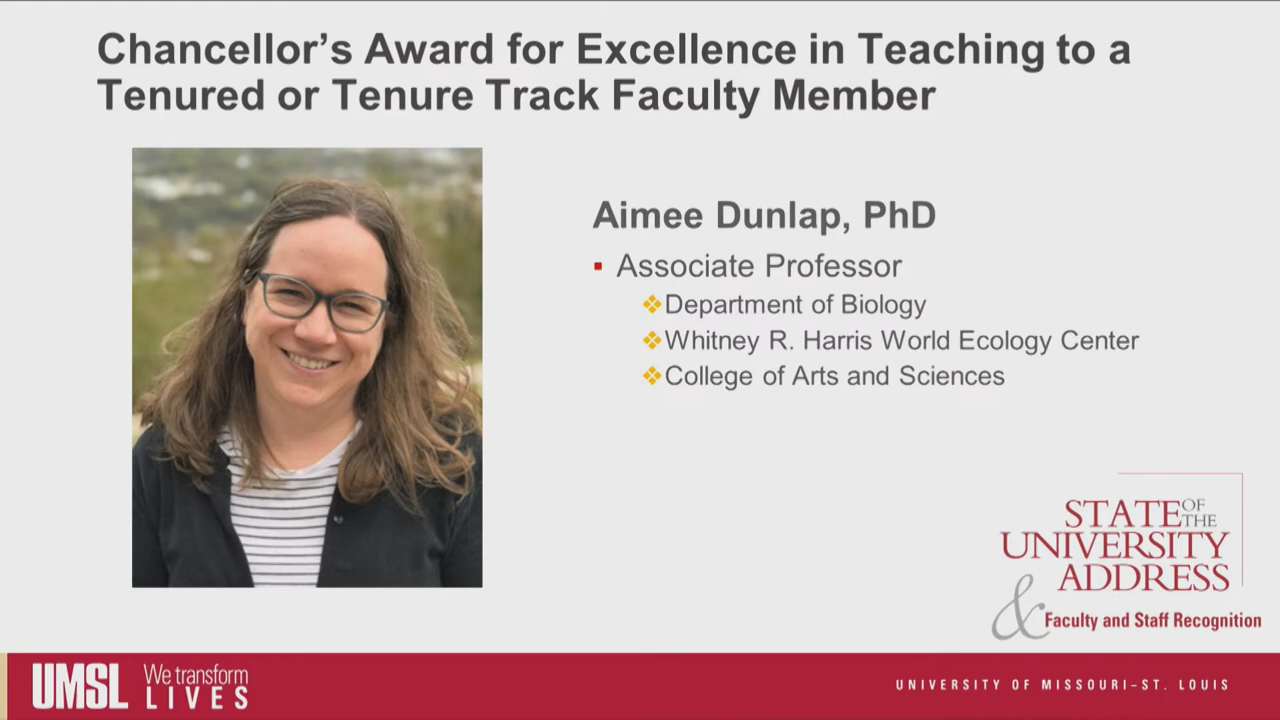 Chancellor’s Award for Excellence in Teaching to a
Tenured or Tenure Track Faculty Member
Aimee Dunlap, PhD
Associate Professor
Department of Biology
Whitney R. Harris World Ecology Center
College of Arts and Sciences
STATE OF THE
UNIVERSITY
ADDRESS
& Faculty and Staff Recognition
UMSL We transform LIVES
UNIVERSITY OF MISSOURI–ST. LOUIS